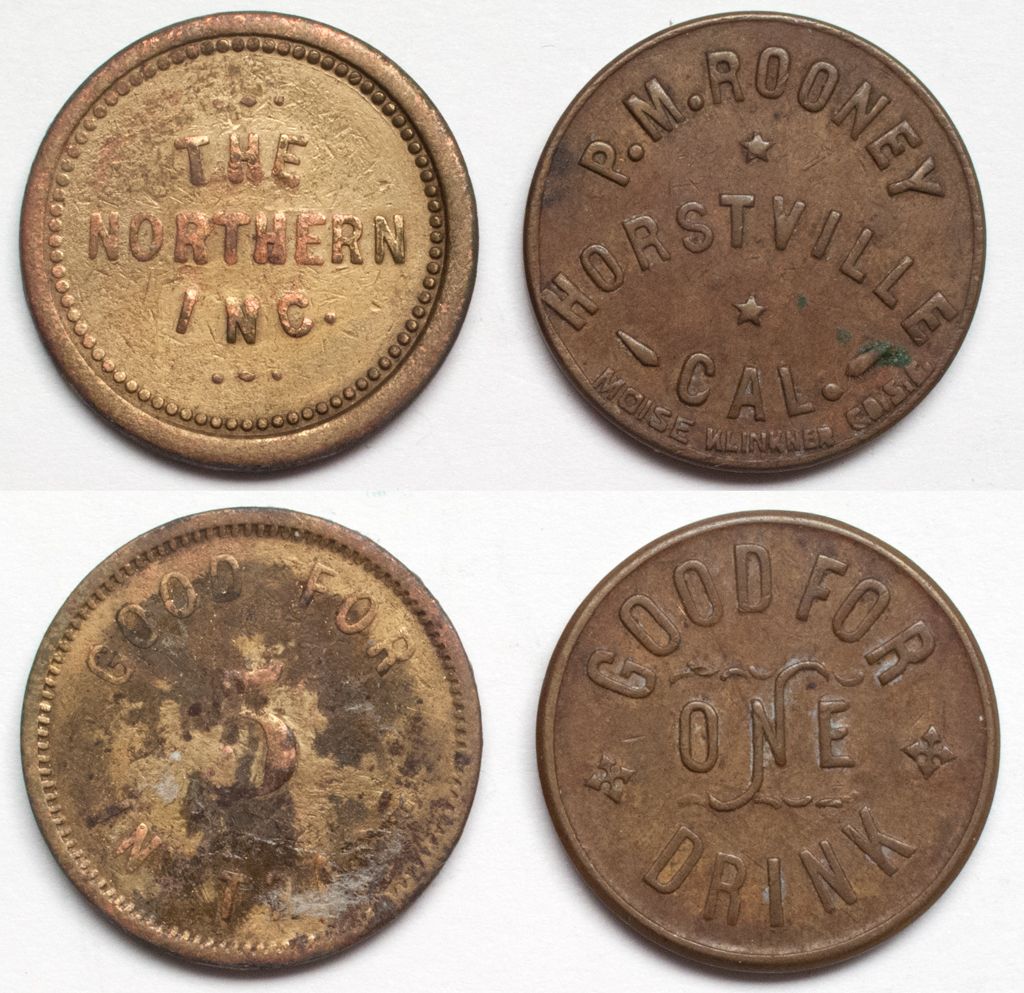 THE
NORTHERN
INC.
P.M.ROONEY
HORSTVILLE
CAL.
MOISE KLINKNER CO.S.F.
GOOD FOR
5
GOOD FOR
ONE
DRINK